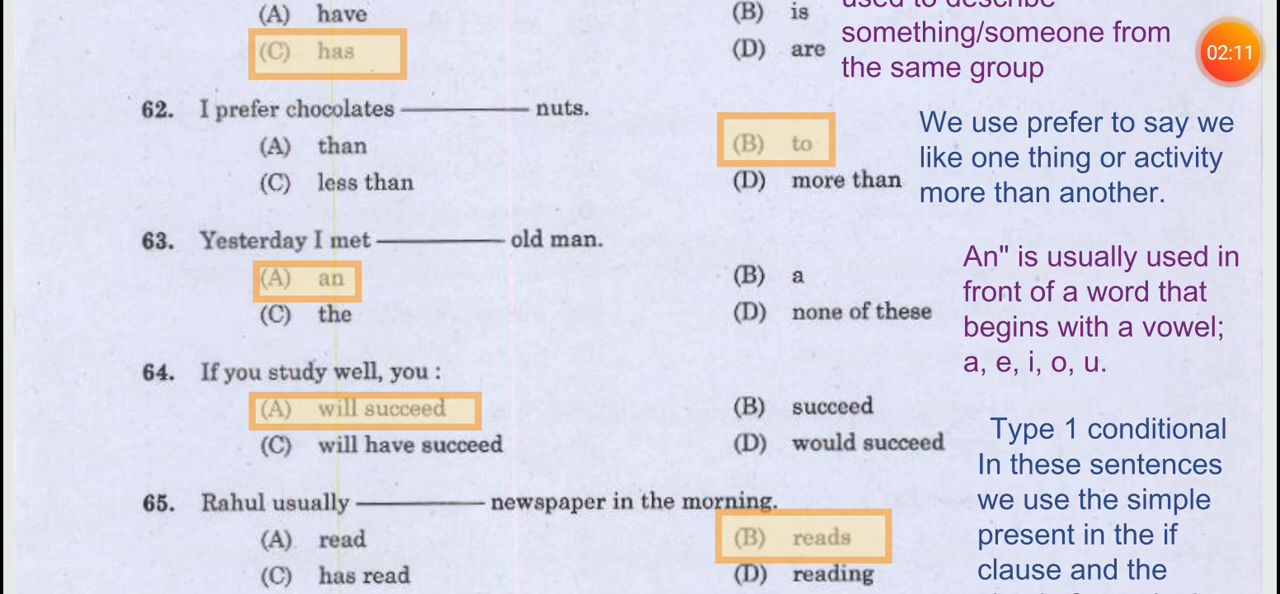 (A) have
(B) is
used to describe
(C) has
(D) are
something/someone from
the same group
02:11
62. I prefer chocolates ———— nuts.
(A) than
(B) to
(C) less than
(D) more than
We use prefer to say we
like one thing or activity
more than another.
63. Yesterday I met ———— old man.
(A) an
(B) a
(C) the
(D) none of these
An" is usually used in
front of a word that
begins with a vowel;
a, e, i, o, u.
64. If you study well, you :
(A) will succeed
(B) succeed
(C) will have succeed
(D) would succeed
Type 1 conditional
In these sentences
we use the simple
present in the if
clause and the
65. Rahul usually ———— newspaper in the morning.
(A) read
(B) reads
(C) has read
(D) reading